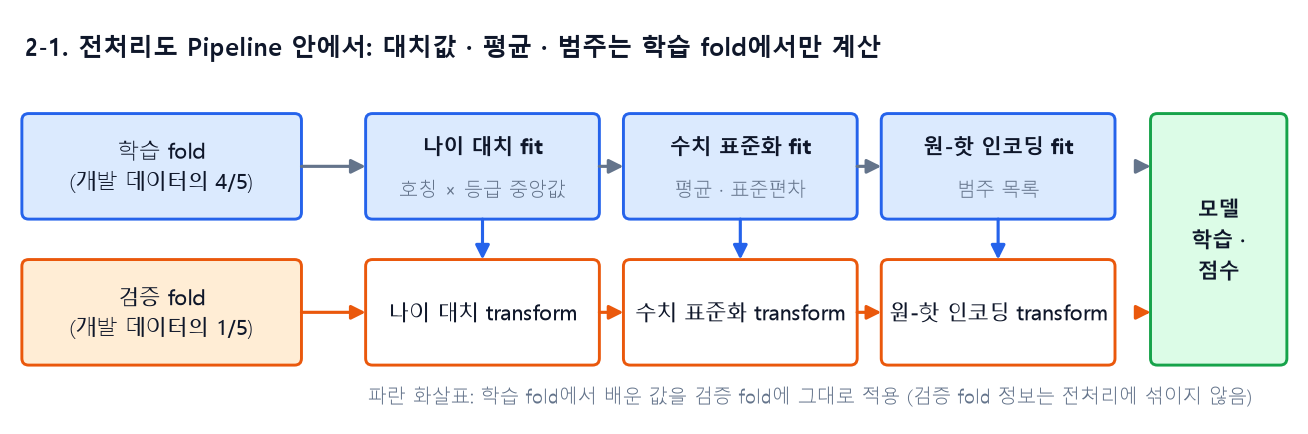 2-1. 전처리도 Pipeline 안에서: 대치값 · 평균 · 범주는 학습 fold에서만 계산
학습 fold
(개발 데이터의 4/5)
나이 대치 fit
호칭 × 등급 중앙값
수치 표준화 fit
평균 · 표준편차
원-핫 인코딩 fit
범주 목록
모델
학습 ·
점수
검증 fold
(개발 데이터의 1/5)
나이 대치 transform
수치 표준화 transform
원-핫 인코딩 transform
파란 화살표: 학습 fold에서 배운 값을 검증 fold에 그대로 적용 (검증 fold 정보는 전처리에 섞이지 않음)